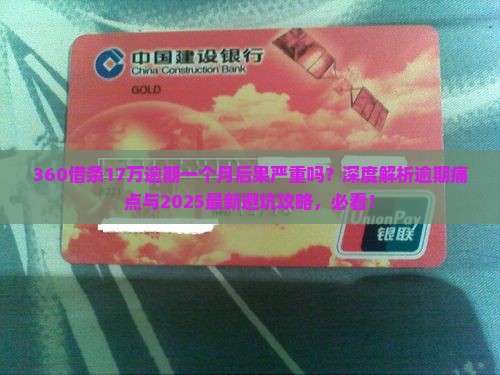 中国建设银行
China Construction Bank
GOLD
360借条17万逾期一个月后果严重吗？深度解析逾期痛
点与2025最新避坑攻略，必看！
UnionPay
银联